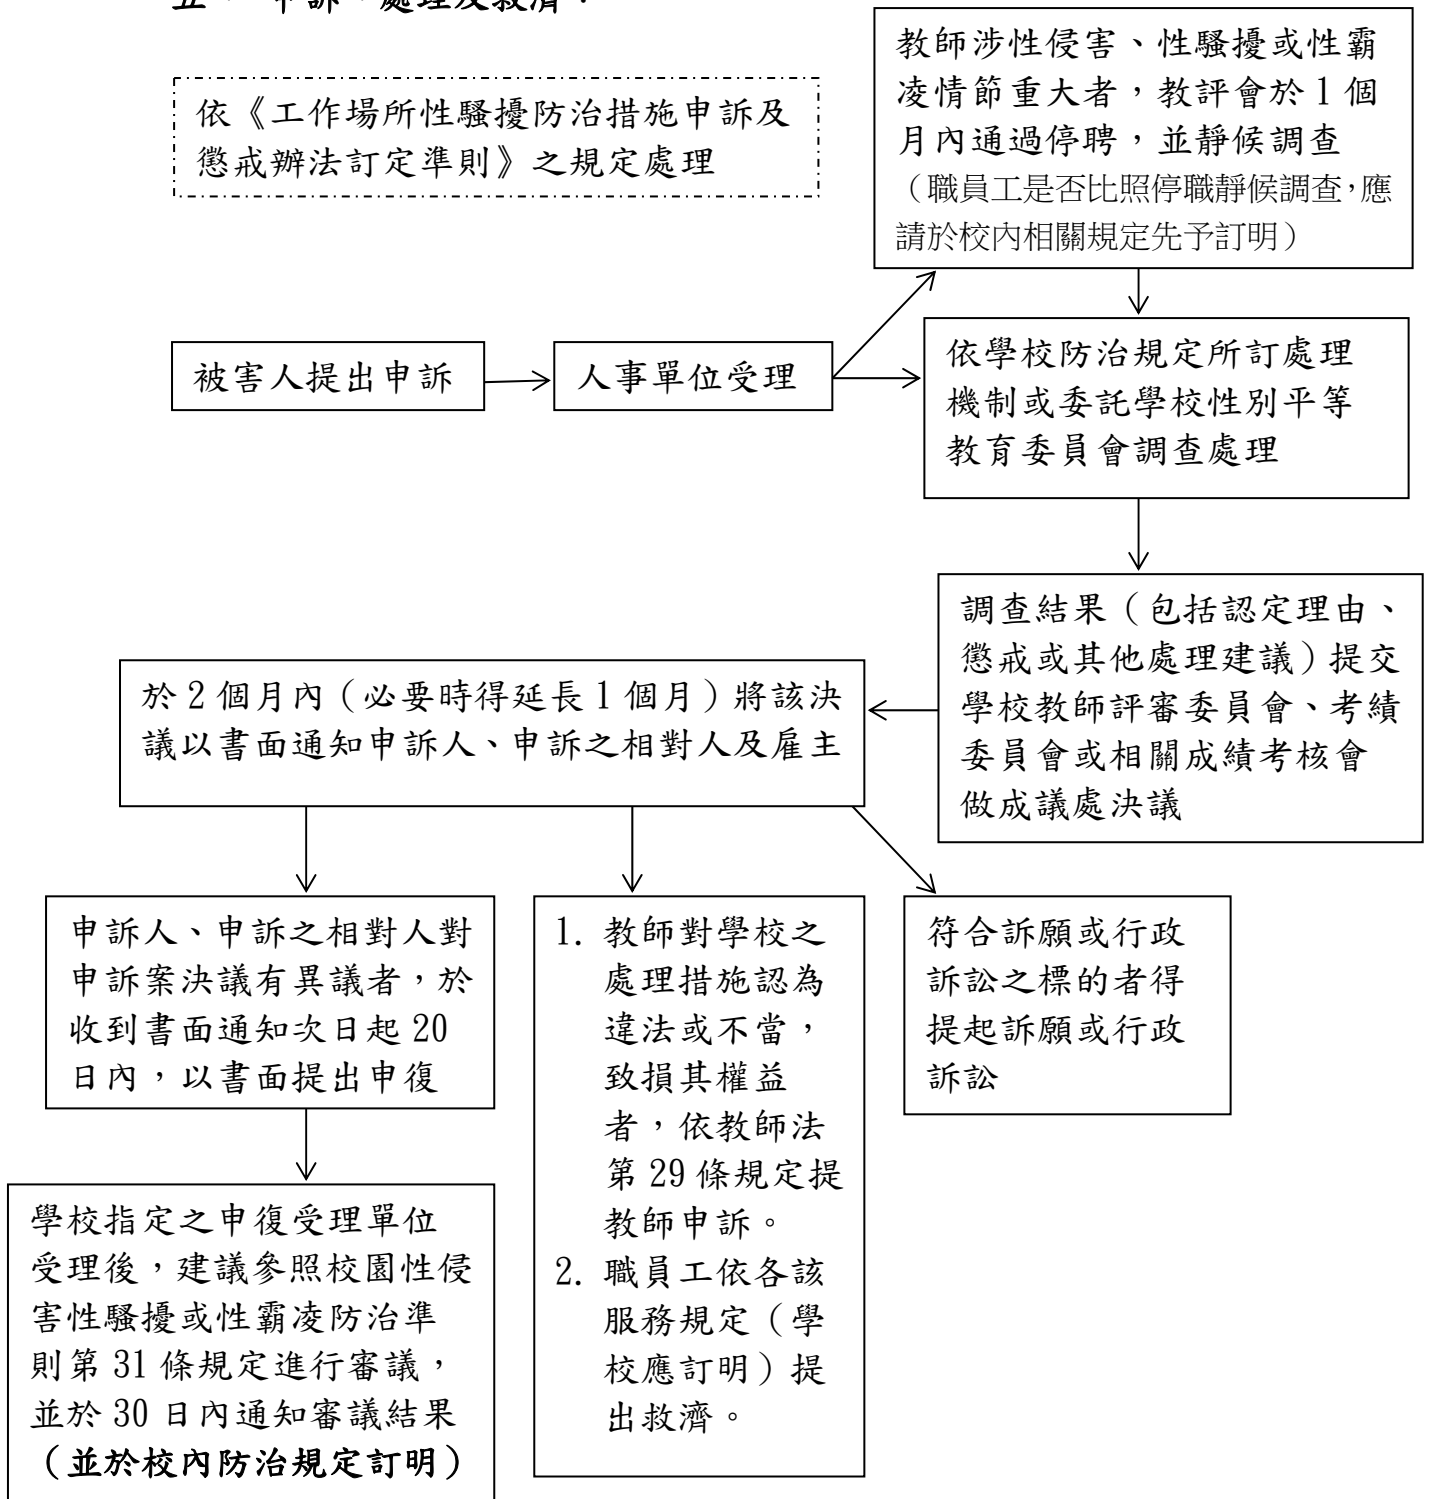 五、 申訴、處理及救濟：
依《工作場所性騷擾防治措施申訴及
懲戒辦法訂定準則》之規定處理
教師涉性侵害、性騷擾或性霸
凌情節重大者，教評會於 1 個
月內通過停聘，並靜候調查
（職員工是否比照停職靜候調查，應
請於校內相關規定先予訂明）
被害人提出申訴
人事單位受理
依學校防治規定所訂處理
機制或委託學校性別平等
教育委員會調查處理
調查結果（包括認定理由、
懲戒或其他處理建議）提交
學校教師評審委員會、考績
委員會或相關成績考核會
做成議處決議
於 2 個月內（必要時得延長 1 個月）將該決
議以書面通知申訴人、申訴之相對人及雇主
申訴人、申訴之相對人對
申訴案決議有異議者，於
收到書面通知次日起 20
日內，以書面提出申復
學校指定之申復受理單位
受理後，建議參照校園性侵
害性騷擾或性霸凌防治準
則第 31 條規定進行審議，
並於 30 日內通知審議結果
（並於校內防治規定訂明）
1. 教師對學校之
處理措施認為
違法或不當，
致損其權益
者，依教師法
第 29 條規定提
教師申訴。
2. 職員工依各該
服務規定（學
校應訂明）提
出救濟。
符合訴願或行政
訴訟之標的者得
提起訴願或行政
訴訟